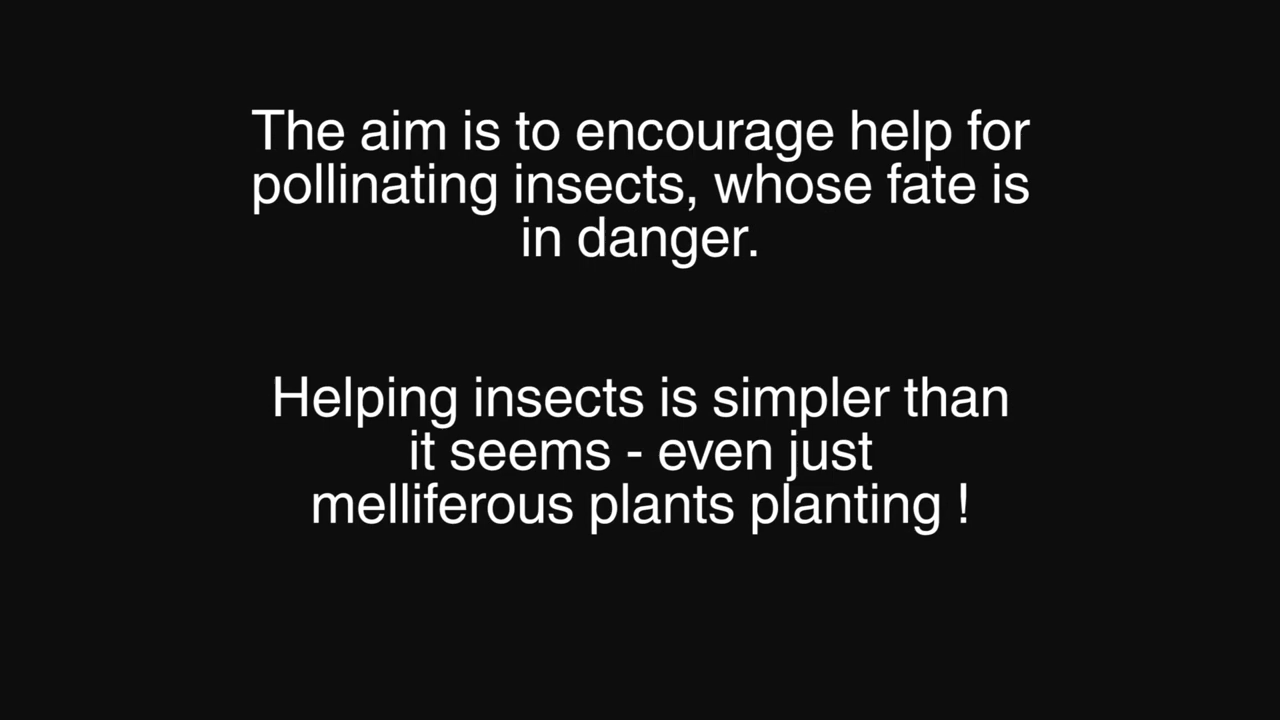 The aim is to encourage help for
pollinating insects, whose fate is
in danger.
Helping insects is simpler than
it seems - even just
melliferous plants planting !